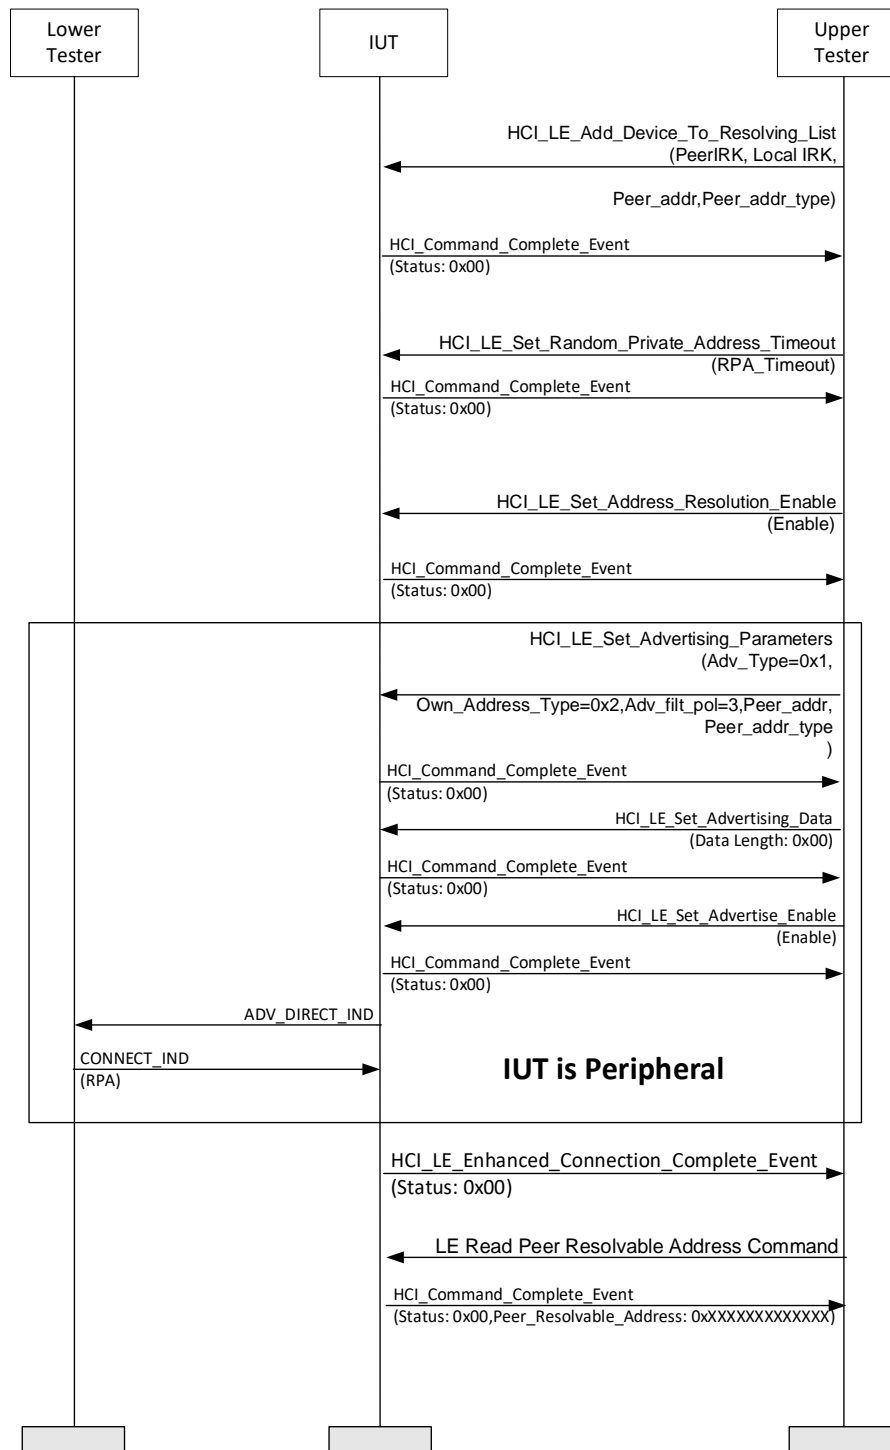 Lower
Tester
IUT
Upper
Tester
HCI_LE_Add_Device_To_Resolving_List
(PeerIRK, Local IRK,
Peer_addr,Peer_addr_type)
HCI_Command_Complete_Event
(Status: 0x00)
HCI_LE_Set_Random_Private_Address_Timeout
(RPA_Timeout)
HCI_Command_Complete_Event
(Status: 0x00)
HCI_LE_Set_Address_Resolution_Enable
(Enable)
HCI_Command_Complete_Event
(Status: 0x00)
HCI_LE_Set_Advertising_Parameters
(Adv_Type=0x1,
Own_Address_Type=0x2,Adv_filt_pol=3,Peer_addr,
Peer_addr_type
)
HCI_Command_Complete_Event
(Status: 0x00)
HCI_LE_Set_Advertising_Data
(Data Length: 0x00)
HCI_Command_Complete_Event
(Status: 0x00)
HCI_LE_Set_Advertise_Enable
(Enable)
HCI_Command_Complete_Event
(Status: 0x00)
ADV_DIRECT_IND
CONNECT_IND
(RPA)
IUT is Peripheral
HCI_LE_Enhanced_Connection_Complete_Event
(Status: 0x00)
LE Read Peer Resolvable Address Command
HCI_Command_Complete_Event
(Status: 0x00,Peer_Resolvable_Address: 0xXXXXXXXXXXXXX)